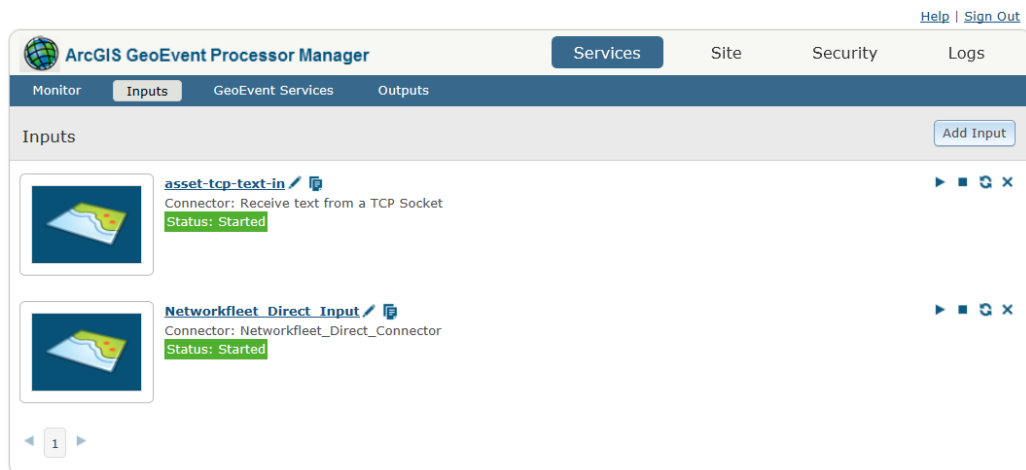 Help | Sign Out
ArcGIS GeoEvent Processor Manager Services Site Security Logs
Monitor Inputs GeoEvent Services Outputs
Inputs Add Input
asset-tcp-text-in
Connector: Receive text from a TCP Socket
Status: Started
Networkfleet_Direct_Input
Connector: Networkfleet_Direct_Connector
Status: Started
1